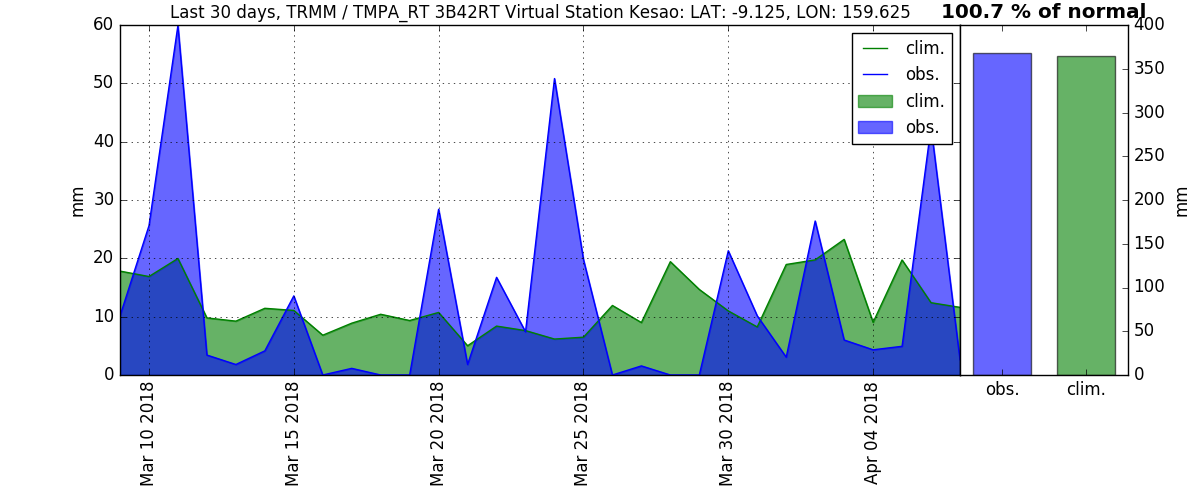 Last 30 days, TRMM / TMPA_RT 3B42RT Virtual Station Kesao: LAT: -9.125, LON: 159.625
100.7 % of normal
60
50
40
30
20
10
0
mm
clim.
obs.
clim.
obs.
Mar 10 2018
Mar 15 2018
Mar 20 2018
Mar 25 2018
Mar 30 2018
Apr 04 2018
400
350
300
250
200
150
100
50
0
mm
obs.
clim.